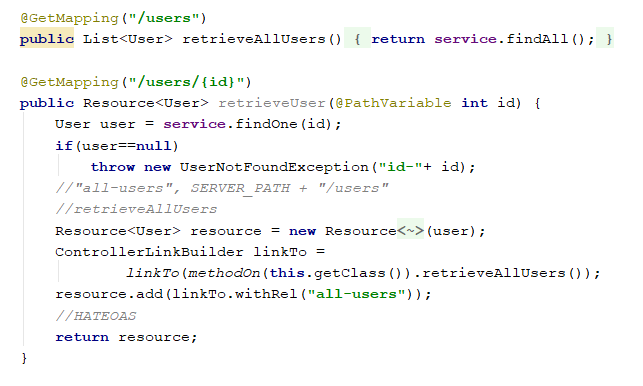 @GetMapping("/users")
public List<User> retrieveAllUsers() { return service.findAll(); }
@GetMapping("/users/{id}")
public Resource<User> retrieveUser(@PathVariable int id) {
User user = service.findOne(id);
if(user==null)
throw new UserNotFoundException("id-"+ id);
//"all-users", SERVER_PATH + "/users"
//retrieveAllUsers
Resource<User> resource = new Resource<~>(user);
ControllerLinkBuilder linkTo =
linkTo(methodOn(this.getClass()).retrieveAllUsers());
resource.add(linkTo.withRel("all-users"));
//HATEOAS
return resource;
}